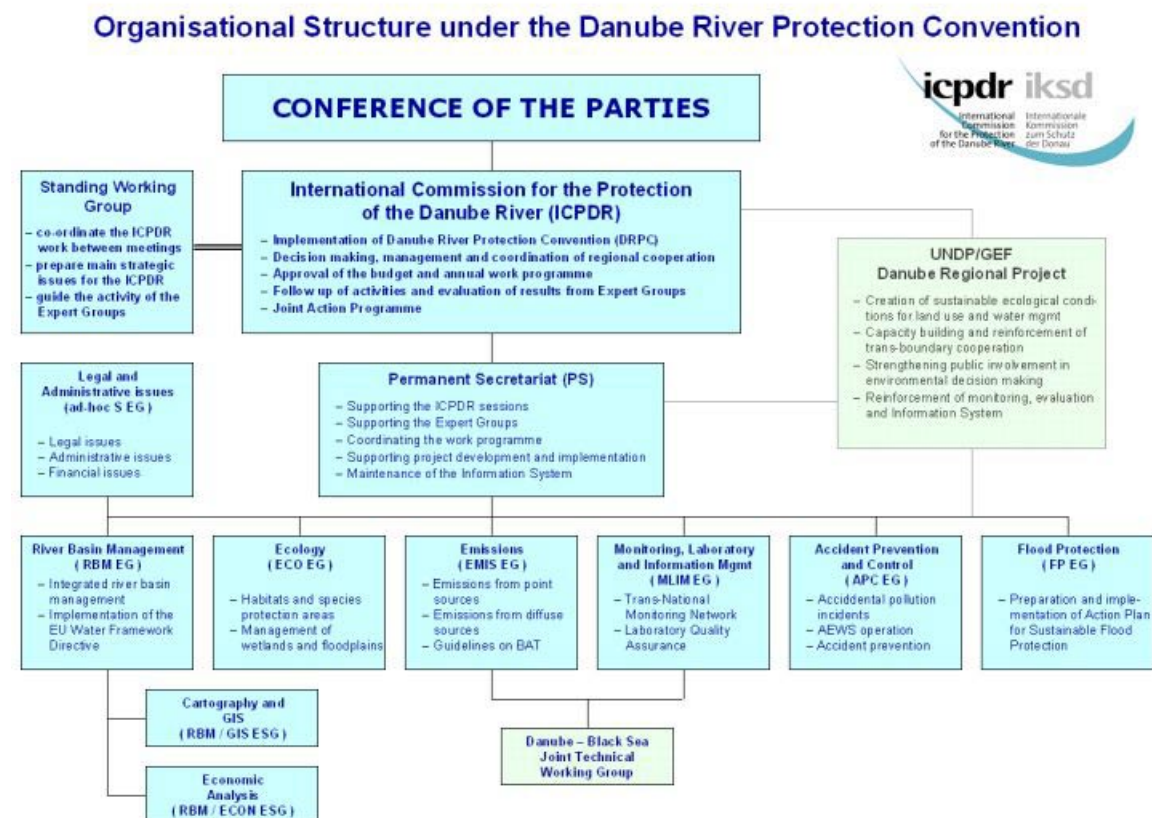 Organisational Structure under the Danube River Protection Convention
icpdr iksd
International
Commission
for the Protection
of the Danube River
Internationale
Kommission
zum Schutz
der Donau
CONFERENCE OF THE PARTIES
Standing Working
Group
– co-ordinate the ICPDR
work between meetings
– prepare main strategic
issues for the ICPDR
– guide the activity of the
Expert Groups
International Commission for the Protection
of the Danube River (ICPDR)
– Implementation of Danube River Protection Convention (DRPC)
– Decision making, management and coordination of regional cooperation
– Approval of the budget and annual work programme
– Follow up of activities and evaluation of results from Expert Groups
– Joint Action Programme
UNDP/GEF
Danube Regional Project
– Creation of sustainable ecological condi-
tions for land use and water mgmt
– Capacity building and reinforcement of
trans-boundary cooperation
– Strengthening public involvement in
environmental decision making
– Reinforcement of monitoring, evaluation
and Information System
Legal and
Administrative issues
(ad-hoc S EG)
– Legal issues
– Administrative issues
– Financial issues
Permanent Secretariat (PS)
– Supporting the ICPDR sessions
– Supporting the Expert Groups
– Coordinating the work programme
– Supporting project development and implementation
– Maintenance of the Information System
River Basin Management
( RBM EG)
– Integrated river basin
management
– Implementation of the
EU Water Framework
Directive
Ecology
( ECO EG)
– Habitats and species
protection areas
– Management of
wetlands and floodplains
Emissions
(EMIS EG)
– Emissions from point
sources
– Emissions from diffuse
sources
– Guidelines on BAT
Monitoring, Laboratory
and Information Mgmt
( MLIM EG)
– Trans-National
Monitoring Network
– Laboratory Quality
Assurance
Accident Prevention
and Control
( APC EG)
– Accidental pollution
incidents
– AEWS operation
– Accident prevention
Flood Protection
( FP EG)
– Preparation and imple-
mentation of Action Plan
for Sustainable Flood
Protection
Cartography and
GIS
( RBM / GIS ESG )
Economic
Analysis
( RBM / ECON ESG )
Danube – Black Sea
Joint Technical
Working Group